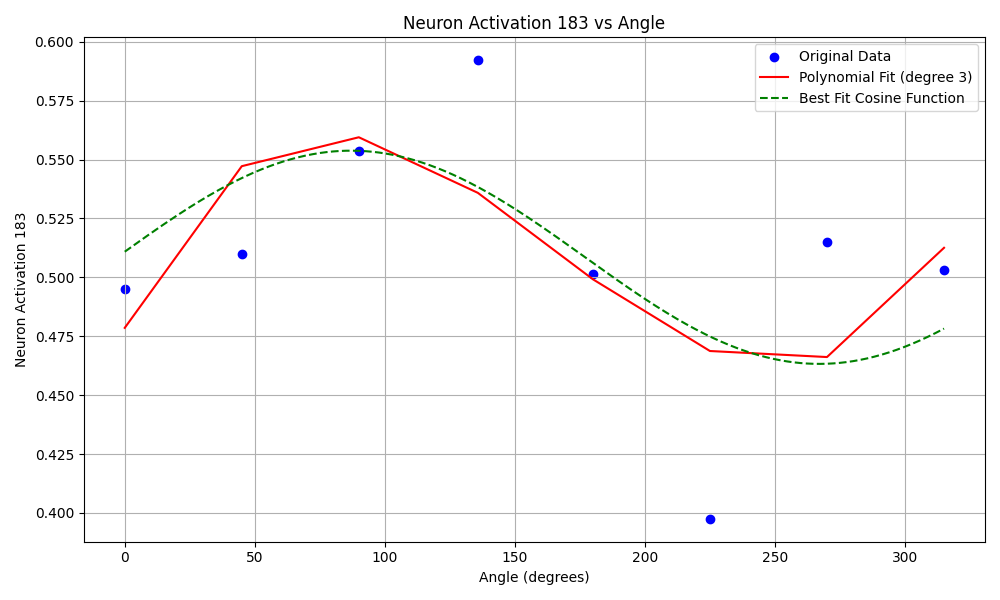 Neuron Activation 183 vs Angle
Original Data
Polynomial Fit (degree 3)
Best Fit Cosine Function
Neuron Activation 183
0.600
0.575
0.550
0.525
0.500
0.475
0.450
0.425
0.400
0
50
100
150
200
250
300
Angle (degrees)